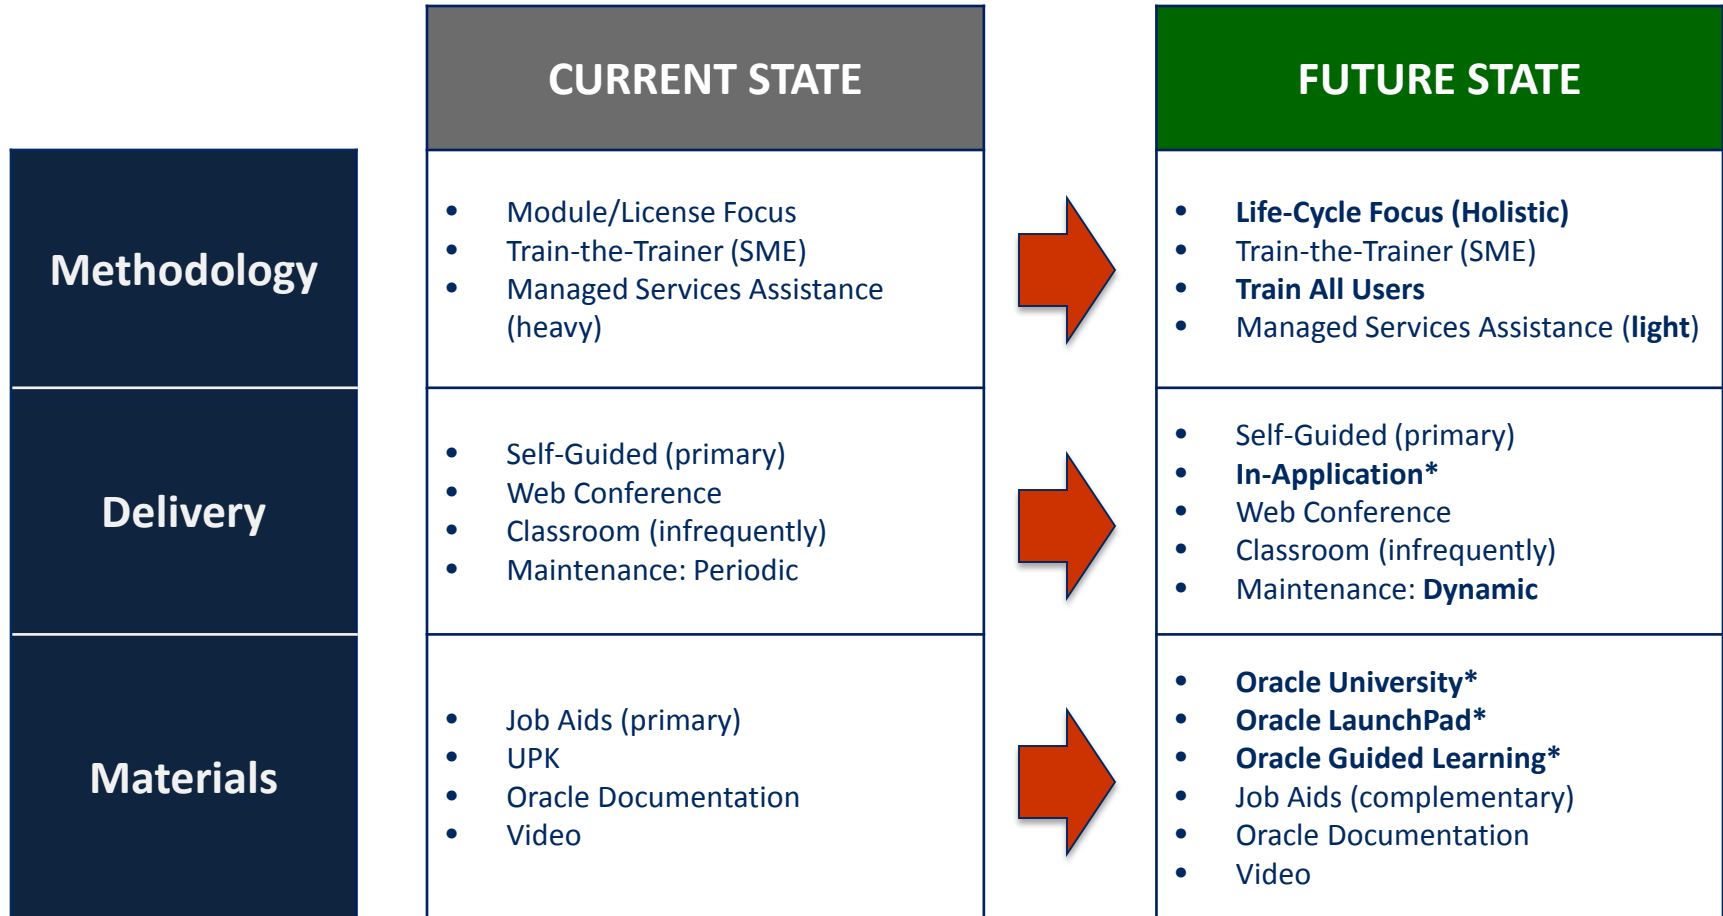 CURRENT STATE
FUTURE STATE
Methodology
• Module/License Focus
• Train-the-Trainer (SME)
• Managed Services Assistance
(heavy)
• Life-Cycle Focus (Holistic)
• Train-the-Trainer (SME)
• Train All Users
• Managed Services Assistance (light)
Delivery
• Self-Guided (primary)
• Web Conference
• Classroom (infrequently)
• Maintenance: Periodic
• Self-Guided (primary)
• In-Application*
• Web Conference
• Classroom (infrequently)
• Maintenance: Dynamic
Materials
• Job Aids (primary)
• UPK
• Oracle Documentation
• Video
• Oracle University*
• Oracle LaunchPad*
• Oracle Guided Learning*
• Job Aids (complementary)
• Oracle Documentation
• Video